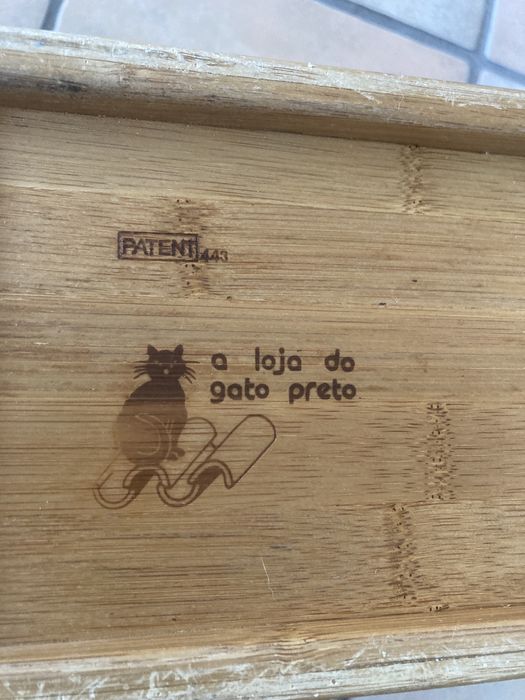 PATENT 443
a loja do
gato preto